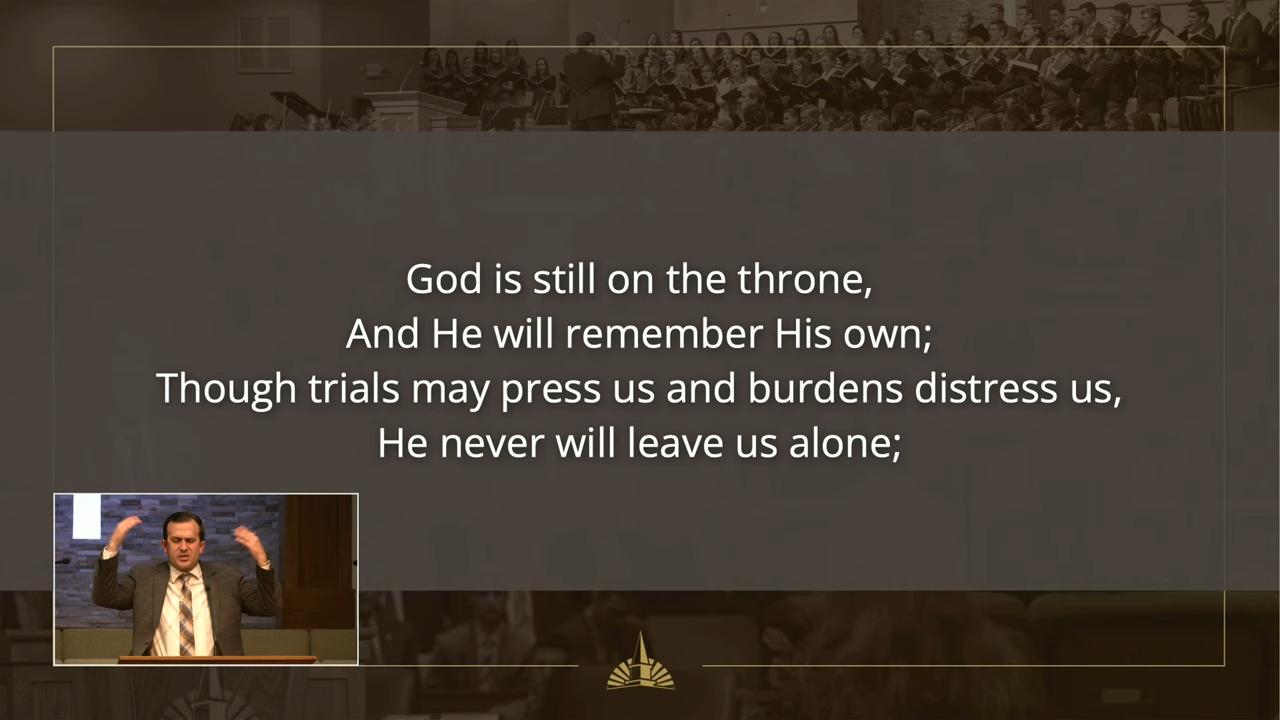 God is still on the throne,
And He will remember His own;
Though trials may press us and burdens distress us,
He never will leave us alone;